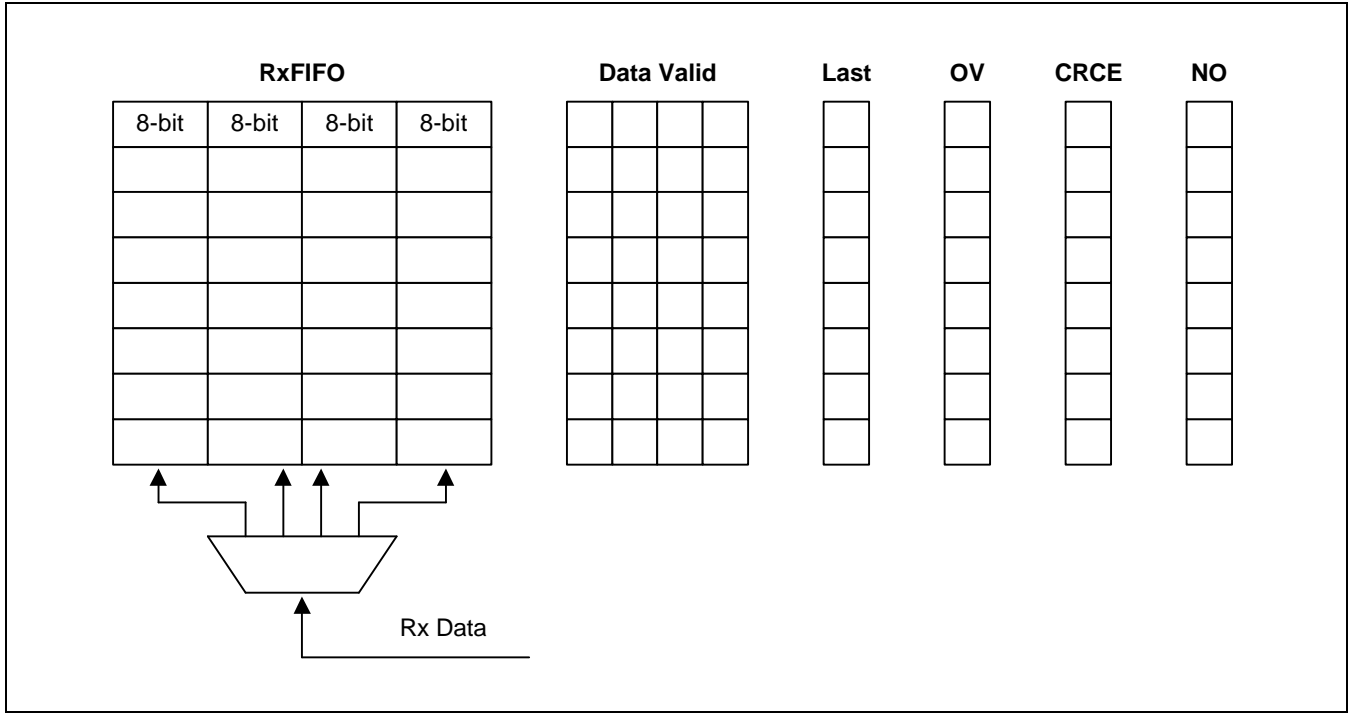 RxFIFO Data Valid Last OV CRCE NO
8-bit 8-bit 8-bit 8-bit
Rx Data